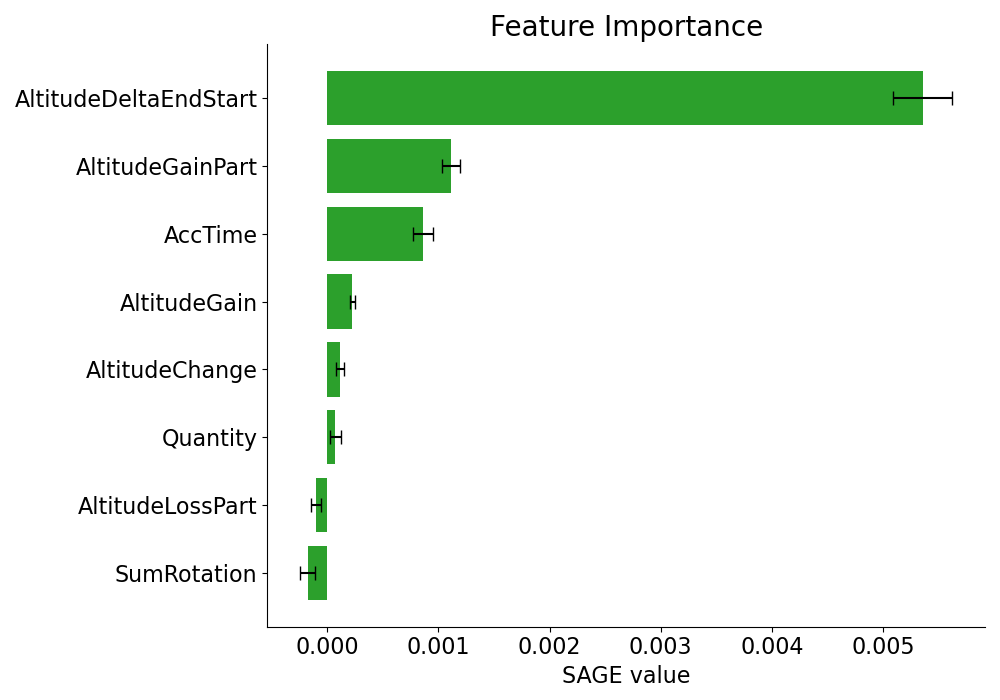 Feature Importance
AltitudeDeltaEndStart
AltitudeGainPart
AccTime
AltitudeGain
AltitudeChange
Quantity
AltitudeLossPart
SumRotation
0.000 0.001 0.002 0.003 0.004 0.005
SAGE value